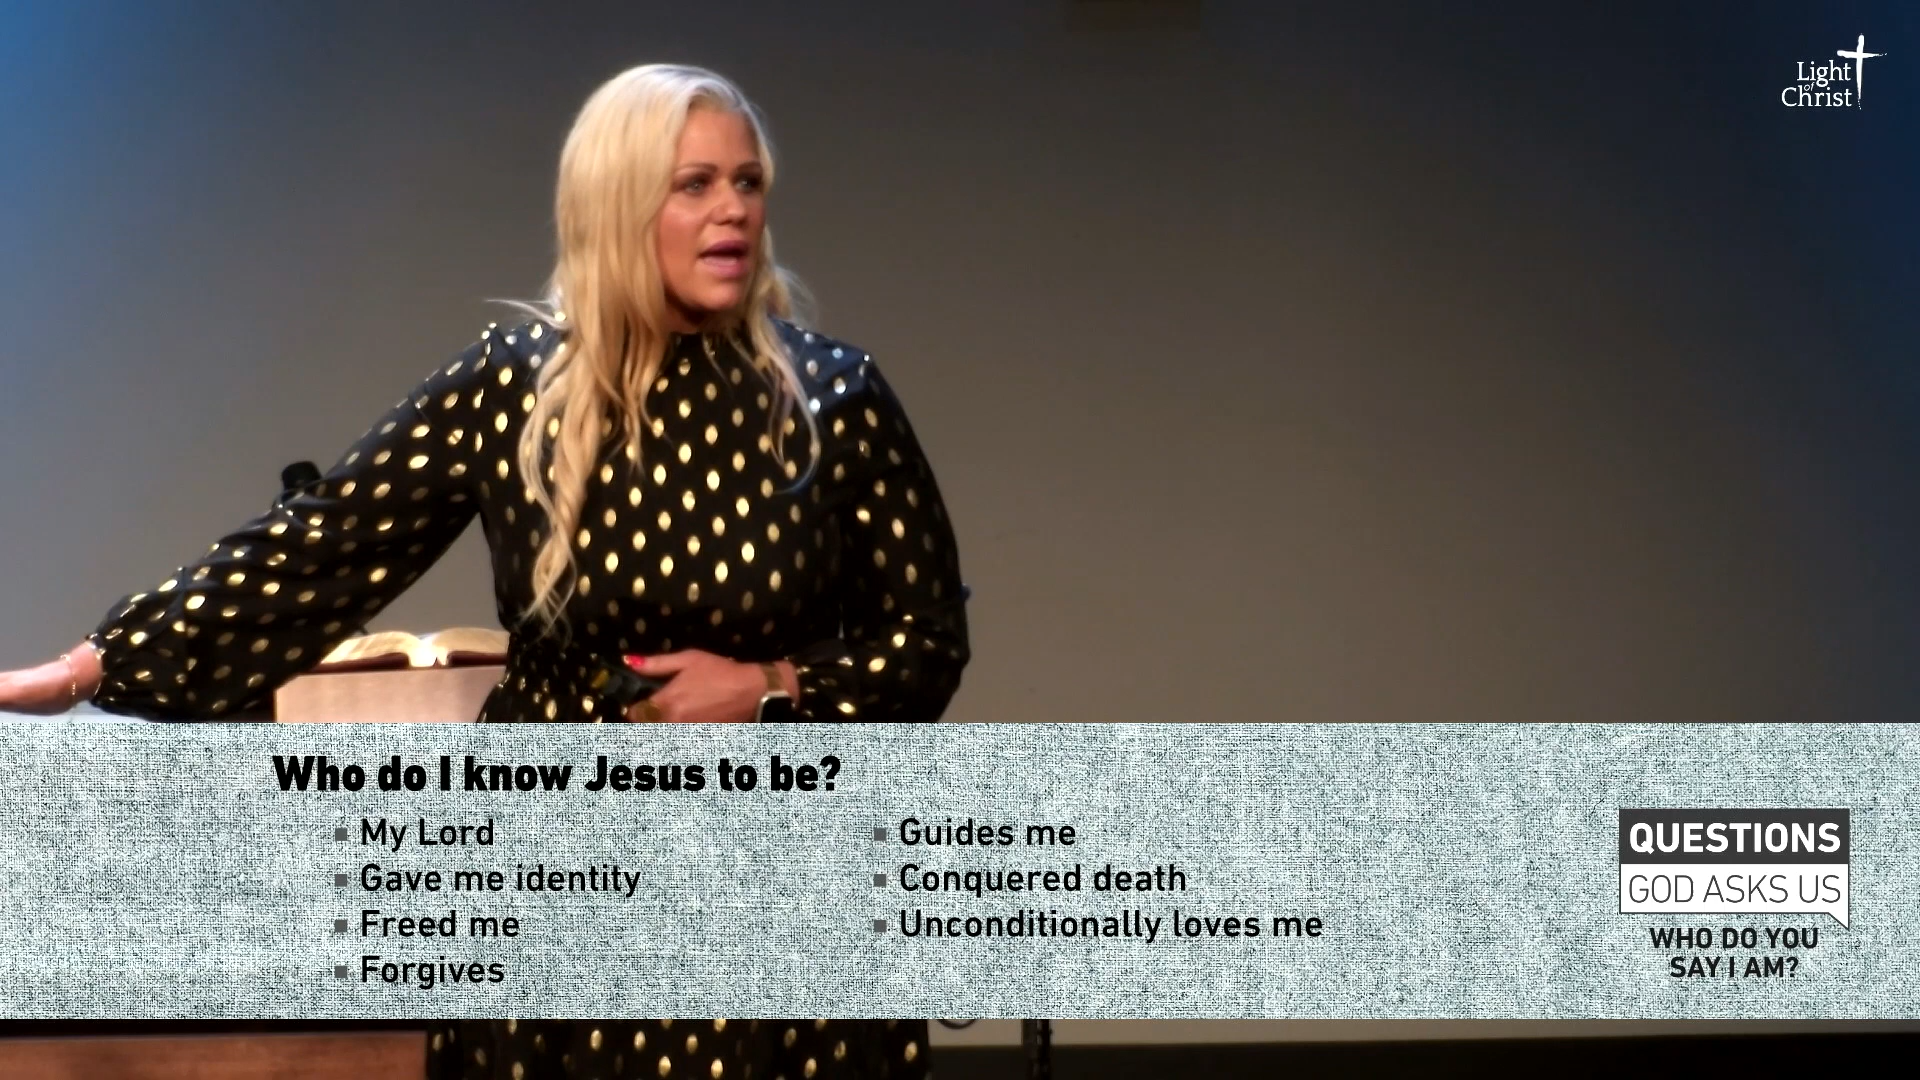 Light
of
Christ
Who do I know Jesus to be?
My Lord
Gave me identity
Freed me
Forgives
Guides me
Conquered death
Unconditionally loves me
QUESTIONS
GOD ASKS US
WHO DO YOU
SAY I AM?